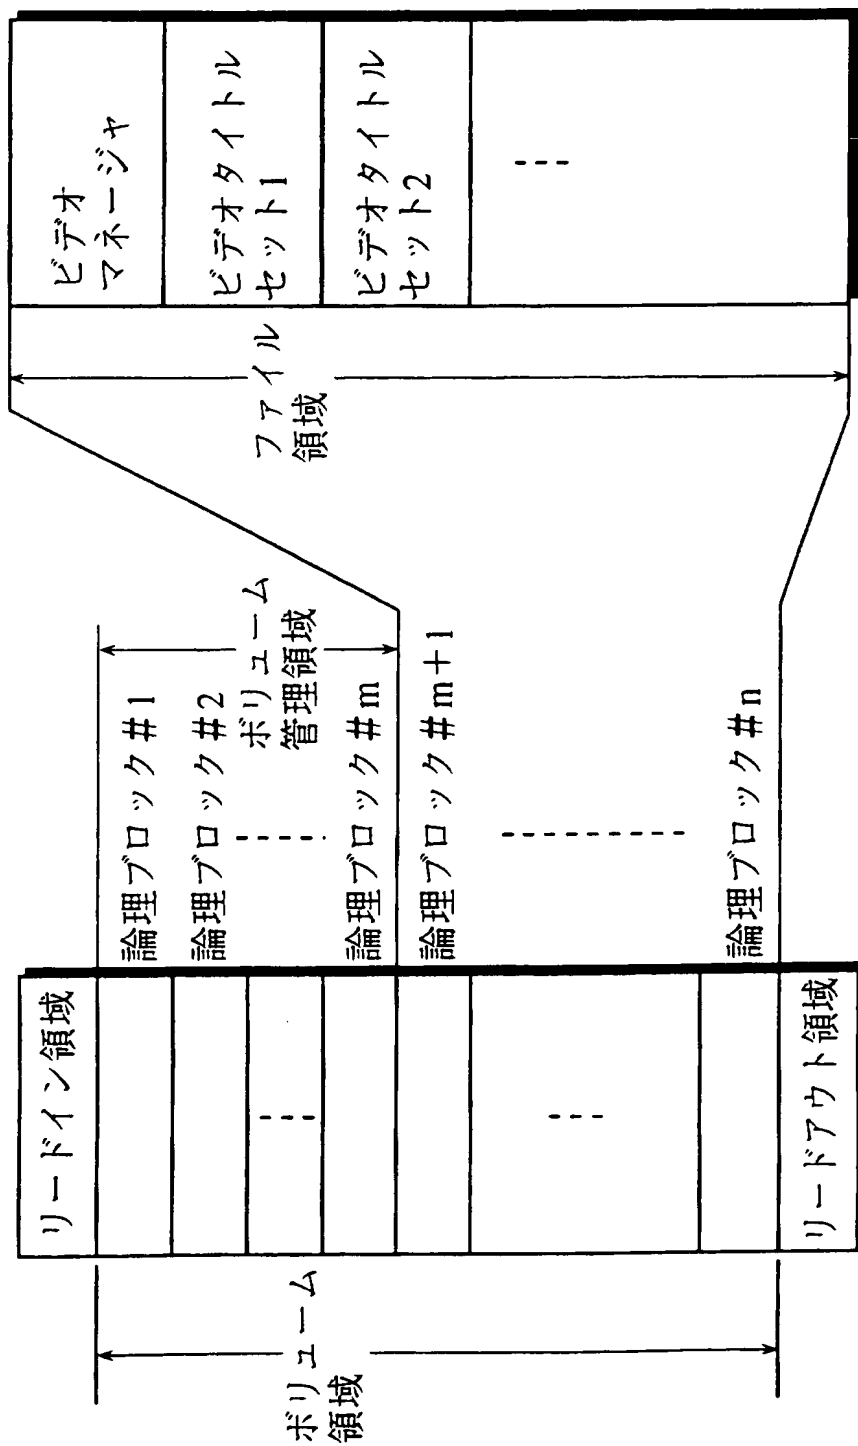 ボリューム
領域
リードイン領域
リードアウト領域
論理ブロック#1
論理ブロック#2
論理ブロック#m
論理ブロック#m+1
論理ブロック#n
ボリューム
管理領域
ファイル
領域
ビデオ
マネージャ
ビデオタイトル
セット1
ビデオタイトル
セット2